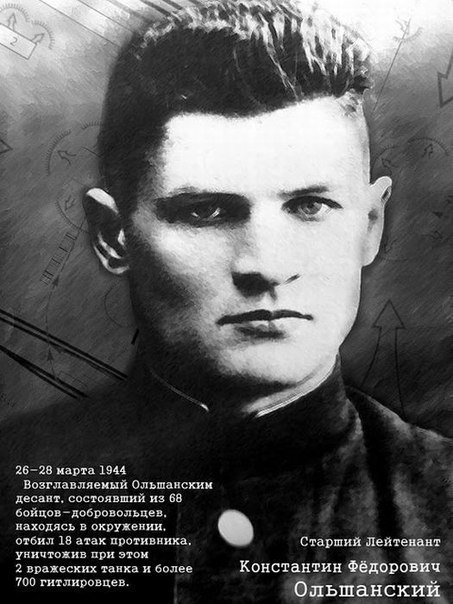 2
26–28 марта 1944
Возглавляемый Ольшанским
десант, состоявший из 68
бойцов–добровольцев,
находясь в окружении,
отбил 18 атак противника,
уничтожив при этом
2 вражеских танка и более
700 гитлировцев.
Старший Лейтенант
Константин Фёдорович
Ольшанский